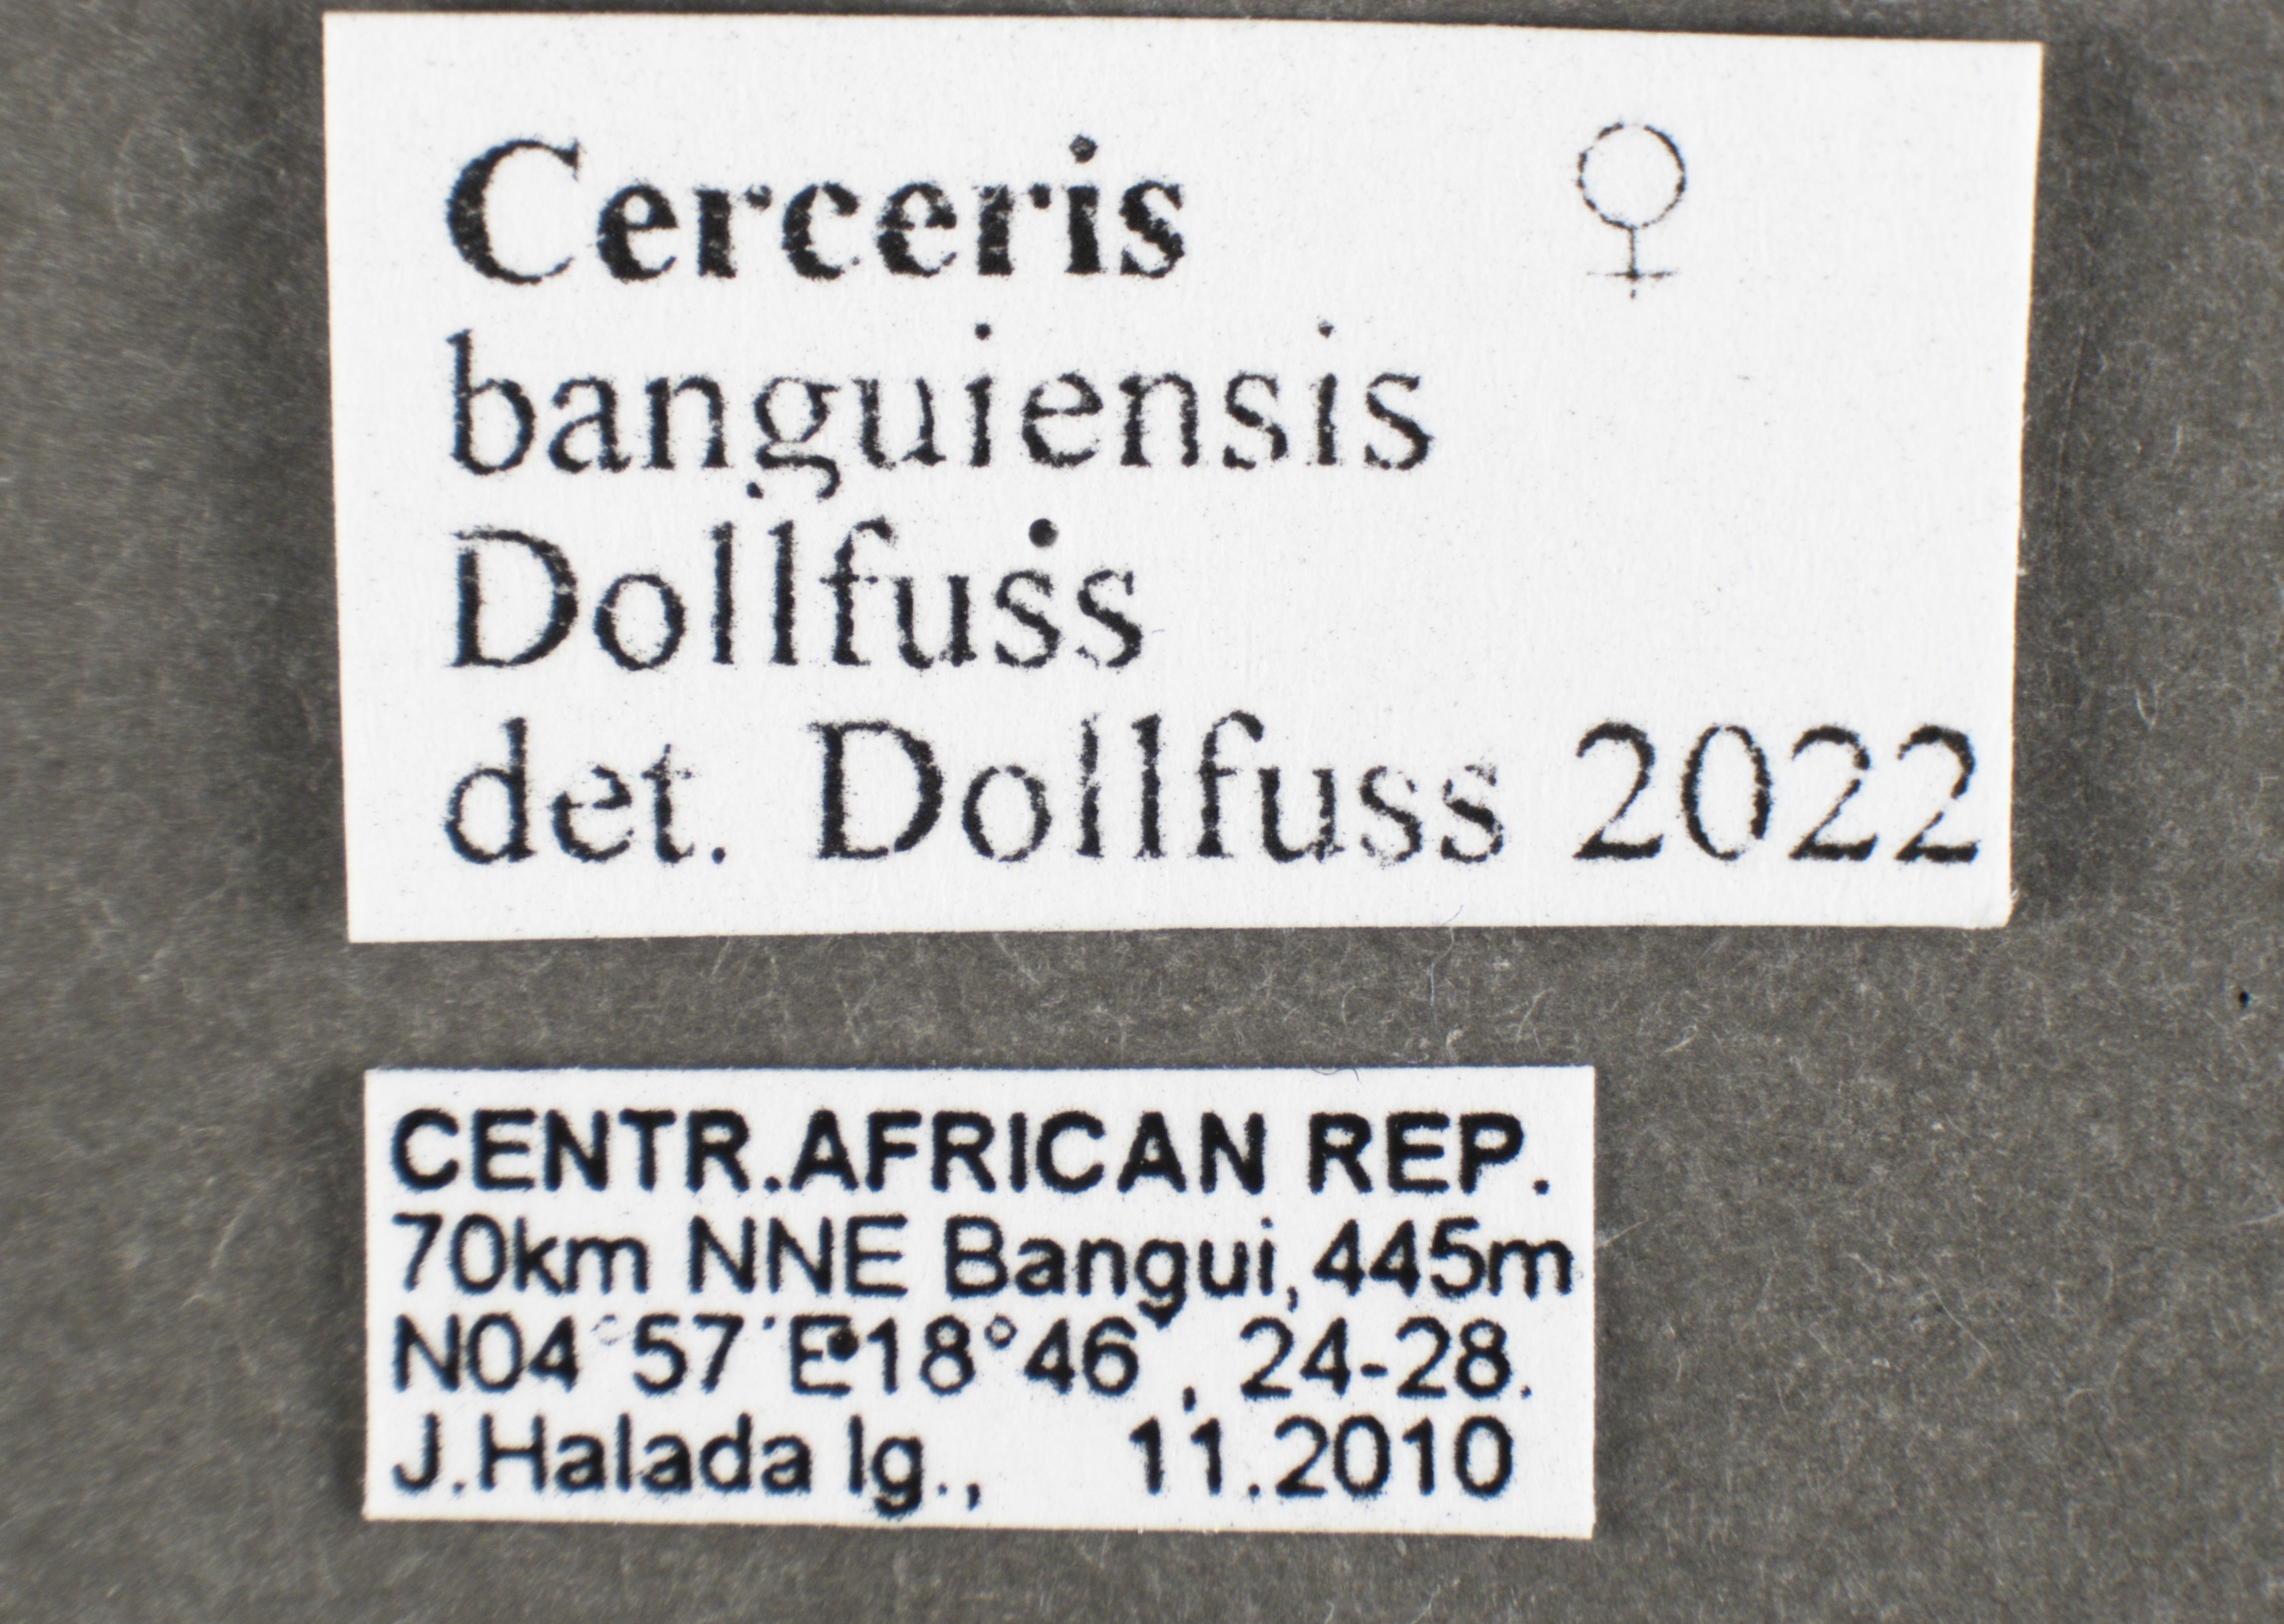 Cerceris ♀
banguiensis
Dollfuss
det. Dollfuss 2022
CENTR.AFRICAN REP.
70km NNE Bangui,445m
N04°57´E18°46´, 24-28.
J.Halada lg., 11.2010